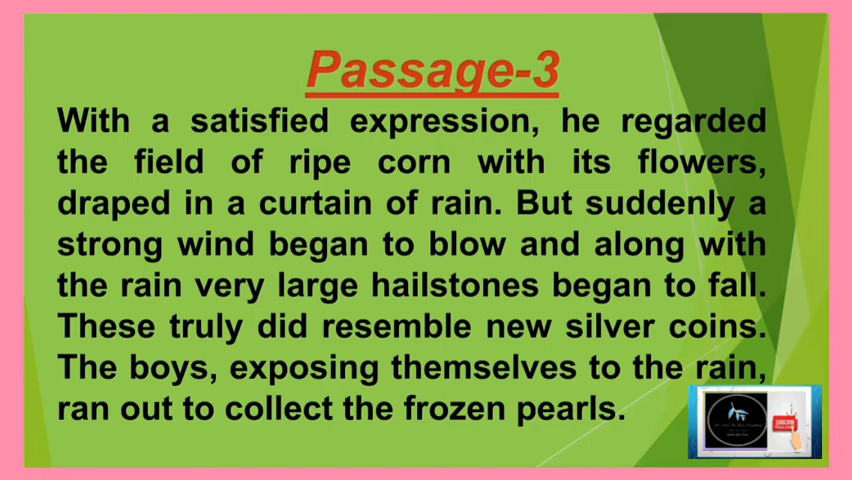 Passage-3
With a satisfied expression, he regarded
the field of ripe corn with its flowers,
draped in a curtain of rain. But suddenly a
strong wind began to blow and along with
the rain very large hailstones began to fall.
These truly did resemble new silver coins.
The boys, exposing themselves to the rain,
ran out to collect the frozen pearls.